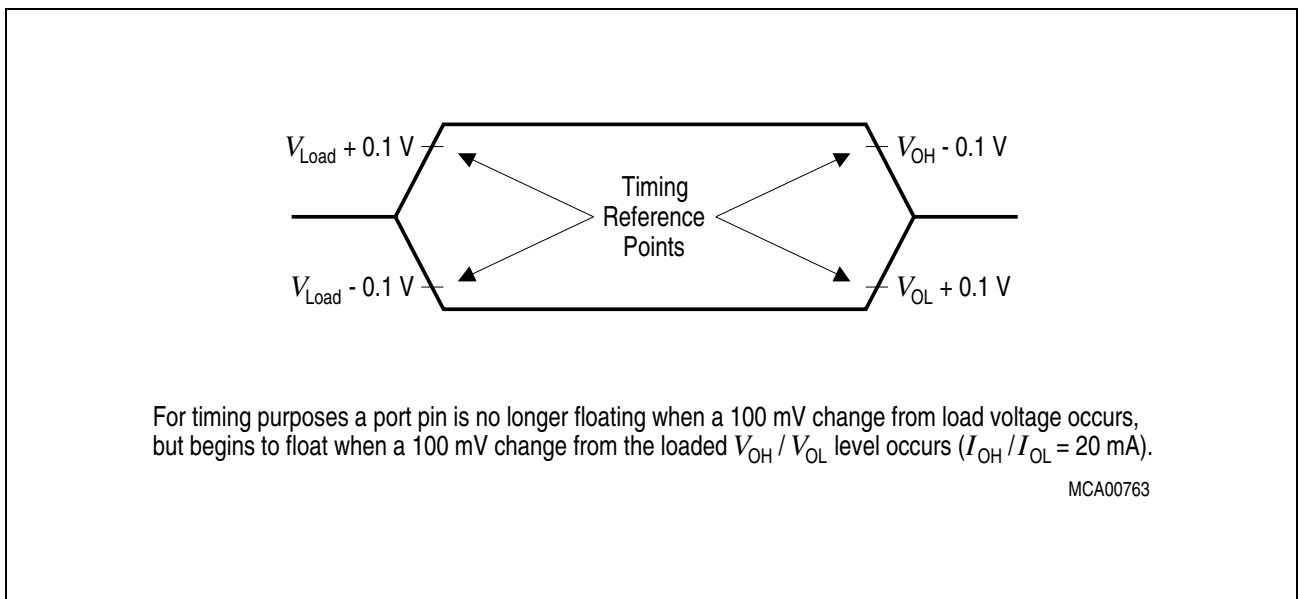 V_Load + 0.1 V
V_OH - 0.1 V
Timing
Reference
Points
V_Load - 0.1 V
V_OL + 0.1 V
For timing purposes a port pin is no longer floating when a 100 mV change from load voltage occurs,
but begins to float when a 100 mV change from the loaded V_OH / V_OL level occurs (I_OH / I_OL = 20 mA).
MCA00763